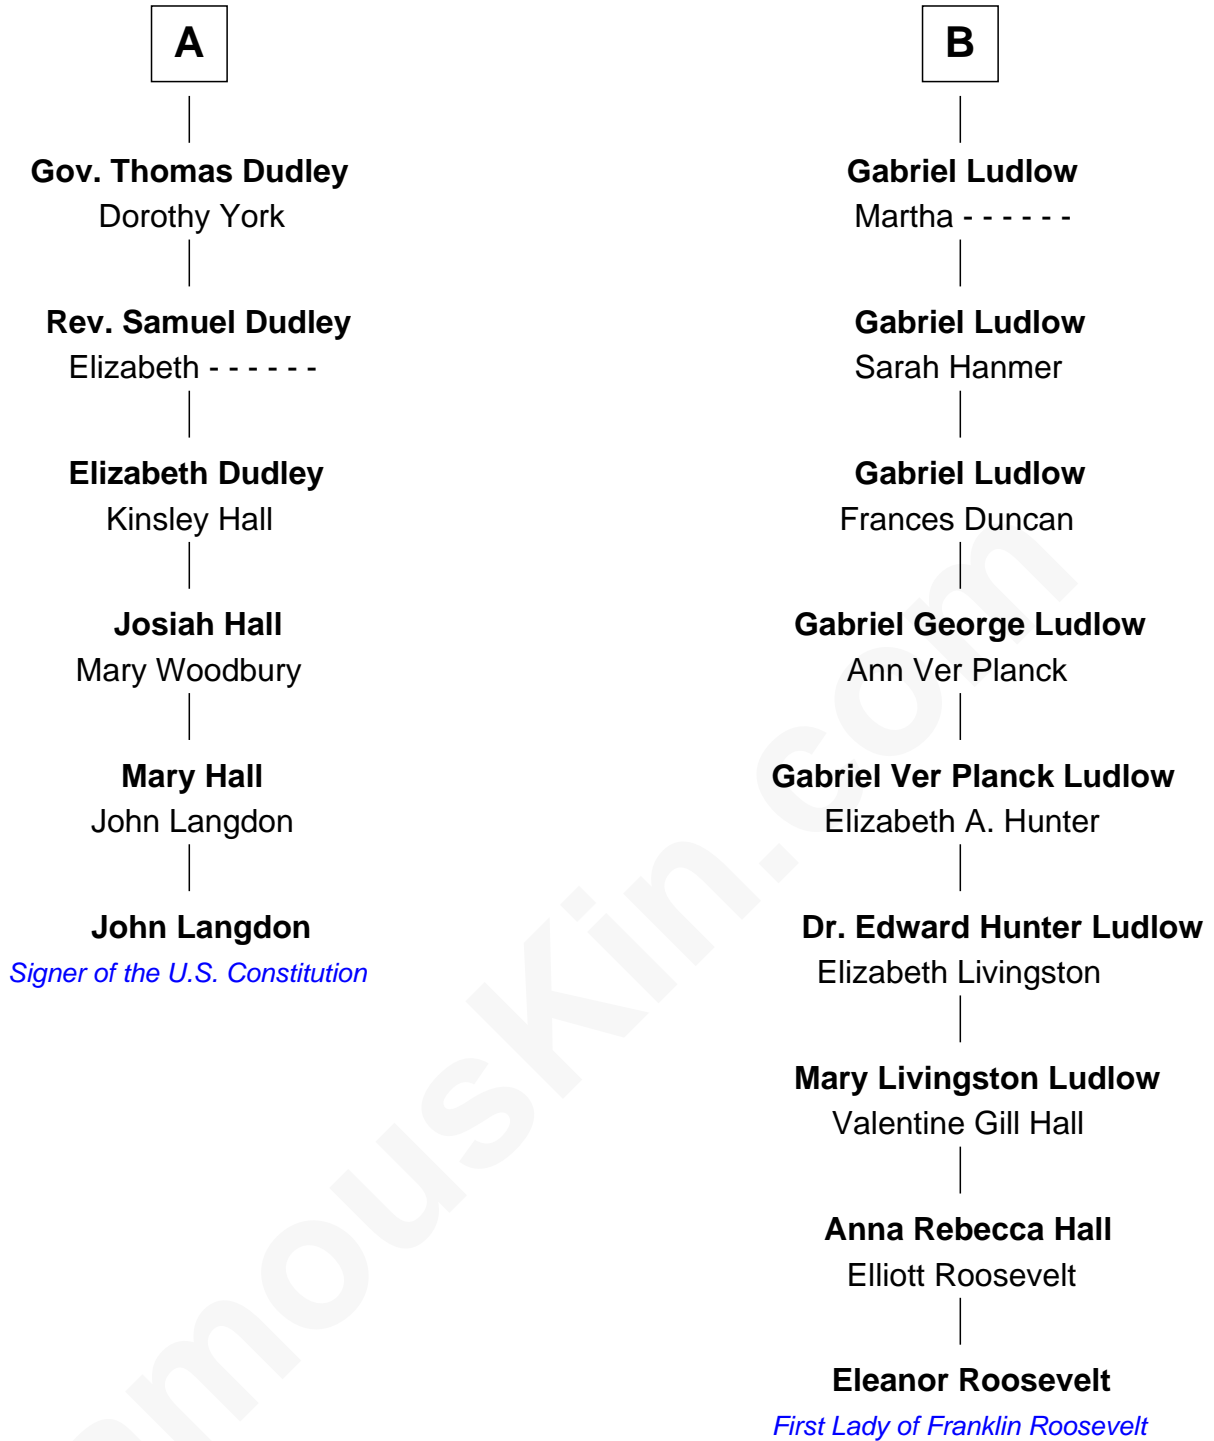 A
Gov. Thomas Dudley
Dorothy York
Rev. Samuel Dudley
Elizabeth - - - - - -
Elizabeth Dudley
Kinsley Hall
Josiah Hall
Mary Woodbury
Mary Hall
John Langdon
John Langdon
Signer of the U.S. Constitution
B
Gabriel Ludlow
Martha - - - - - -
Gabriel Ludlow
Sarah Hanmer
Gabriel Ludlow
Frances Duncan
Gabriel George Ludlow
Ann Ver Planck
Gabriel Ver Planck Ludlow
Elizabeth A. Hunter
Dr. Edward Hunter Ludlow
Elizabeth Livingston
Mary Livingston Ludlow
Valentine Gill Hall
Anna Rebecca Hall
Elliott Roosevelt
Eleanor Roosevelt
First Lady of Franklin Roosevelt
amouskin.com